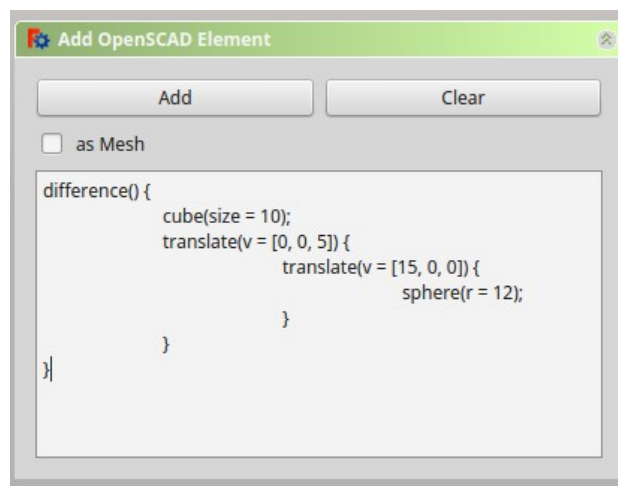 Add OpenSCAD Element
Add Clear
as Mesh
difference() {
cube(size = 10);
translate(v = [0, 0, 5]) {
translate(v = [15, 0, 0]) {
sphere(r = 12);
}
}
}